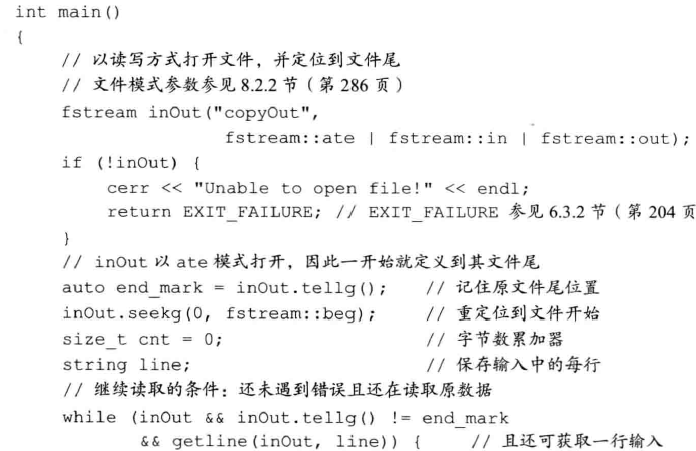 int main()
{
    // 以读写方式打开文件，并定位到文件尾
    // 文件模式参数参见 8.2.2 节（第 286 页）
    fstream inOut("copyOut",
                    fstream::ate | fstream::in | fstream::out);
    if (!inOut) {
        cerr << "Unable to open file!" << endl;
        return EXIT_FAILURE; // EXIT_FAILURE 参见 6.3.2 节（第 204 页
    }
    // inOut 以 ate 模式打开，因此一开始就定义到其文件尾
    auto end_mark = inOut.tellg();    // 记住原文件尾位置
    inOut.seekg(0, fstream::beg);     // 重定位到文件开始
    size_t cnt = 0;                   // 字节数累加器
    string line;                      // 保存输入中的每行
    // 继续读取的条件：还未遇到错误且还在读取原数据
    while (inOut && inOut.tellg() != end_mark
            && getline(inOut, line)) {    // 且还可获取一行输入